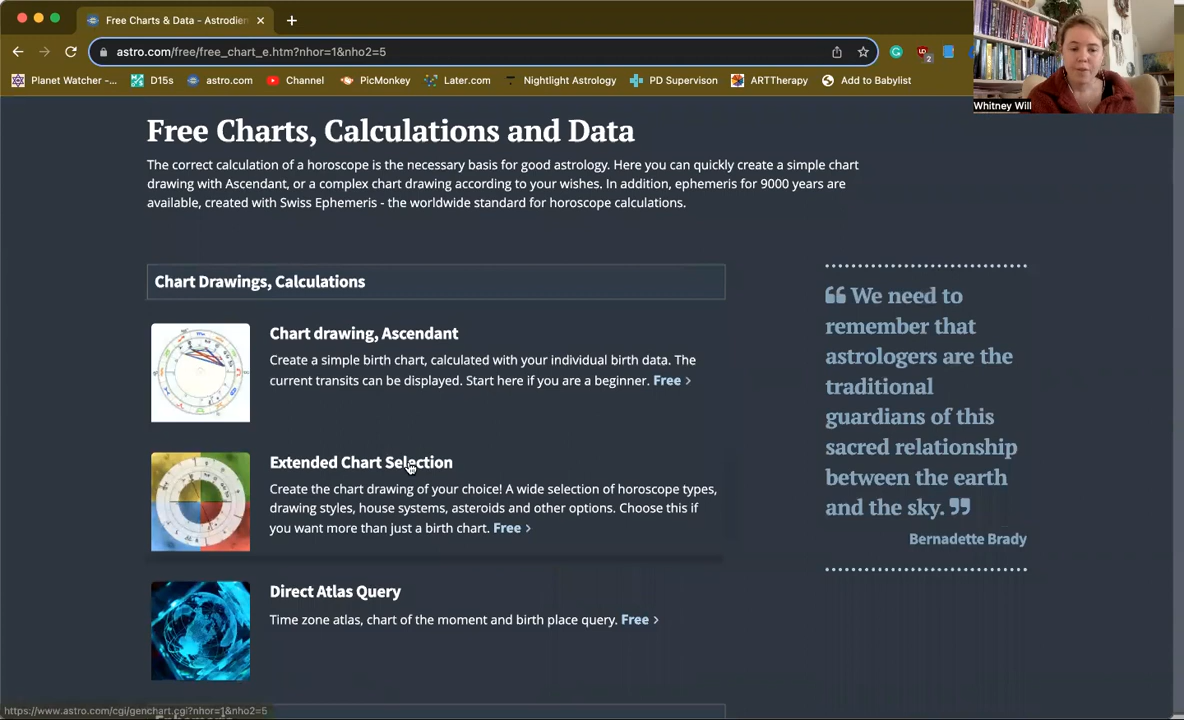 Free Charts & Data - Astrodien
astro.com/free/free_chart_e.htm?nhor=1&nho2=5
Planet Watcher -...
D15s
astro.com
Channel
PicMonkey
Later.com
Nightlight Astrology
PD Supervison
ARTTherapy
Add to Babylist
Whitney Will
Free Charts, Calculations and Data
The correct calculation of a horoscope is the necessary basis for good astrology. Here you can quickly create a simple chart
drawing with Ascendant, or a complex chart drawing according to your wishes. In addition, ephemeris for 9000 years are
available, created with Swiss Ephemeris - the worldwide standard for horoscope calculations.
Chart Drawings, Calculations
Chart drawing, Ascendant
Create a simple birth chart, calculated with your individual birth data. The
current transits can be displayed. Start here if you are a beginner. Free >
Extended Chart Selection
Create the chart drawing of your choice! A wide selection of horoscope types,
drawing styles, house systems, asteroids and other options. Choose this if
you want more than just a birth chart. Free >
Direct Atlas Query
Time zone atlas, chart of the moment and birth place query. Free >
“ We need to
remember that
astrologers are the
traditional
guardians of this
sacred relationship
between the earth
and the sky. ”
Bernadette Brady
https://www.astro.com/cgi/genchart.cgi?nhor=1&nho2=5